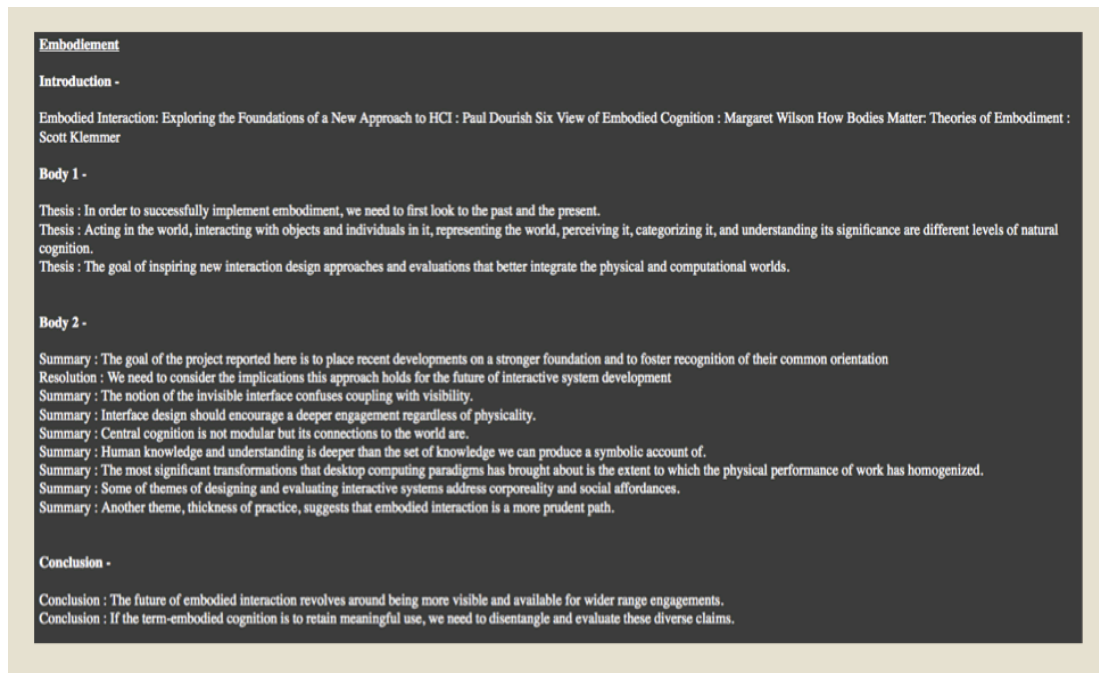 Embodiement
Introduction -
Embodied Interaction: Exploring the Foundations of a New Approach to HCI : Paul Dourish Six View of Embodied Cognition : Margaret Wilson How Bodies Matter: Theories of Embodiment :
Scott Klemmer
Body 1 -
Thesis : In order to successfully implement embodiment, we need to first look to the past and the present.
Thesis : Acting in the world, interacting with objects and individuals in it, representing the world, perceiving it, categorizing it, and understanding its significance are different levels of natural
cognition.
Thesis : The goal of inspiring new interaction design approaches and evaluations that better integrate the physical and computational worlds.
Body 2 -
Summary : The goal of the project reported here is to place recent developments on a stronger foundation and to foster recognition of their common orientation
Resolution : We need to consider the implications this approach holds for the future of interactive system development
Summary : The notion of the invisible interface confuses coupling with visibility.
Summary : Interface design should encourage a deeper engagement regardless of physicality.
Summary : Central cognition is not modular but its connections to the world are.
Summary : Human knowledge and understanding is deeper than the set of knowledge we can produce a symbolic account of.
Summary : The most significant transformations that desktop computing paradigms has brought about is the extent to which the physical performance of work has homogenized.
Summary : Some of themes of designing and evaluating interactive systems address corporeality and social affordances.
Summary : Another theme, thickness of practice, suggests that embodied interaction is a more prudent path.
Conclusion -
Conclusion : The future of embodied interaction revolves around being more visible and available for wider range engagements.
Conclusion : If the term-embodied cognition is to retain meaningful use, we need to disentangle and evaluate these diverse claims.